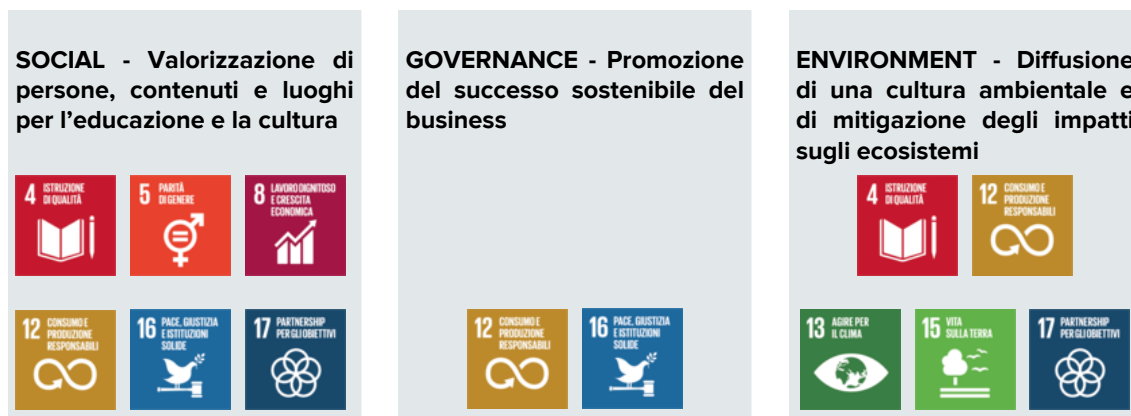 SOCIAL - Valorizzazione di
persone, contenuti e luoghi
per l’educazione e la cultura
4 ISTRUZIONE
DI QUALITÀ
5 PARITÀ
DI GENERE
8 LAVORO DIGNITOSO
E CRESCITA
ECONOMICA
12 CONSUMO E
PRODUZIONE
RESPONSABILI
16 PACE, GIUSTIZIA
E ISTITUZIONI
SOLIDE
17 PARTNERSHIP
PER GLI OBIETTIVI
GOVERNANCE - Promozione
del successo sostenibile del
business
12 CONSUMO E
PRODUZIONE
RESPONSABILI
16 PACE, GIUSTIZIA
E ISTITUZIONI
SOLIDE
ENVIRONMENT - Diffusione
di una cultura ambientale e
di mitigazione degli impatti
sugli ecosistemi
4 ISTRUZIONE
DI QUALITÀ
12 CONSUMO E
PRODUZIONE
RESPONSABILI
13 AGIRE PER
IL CLIMA
15 VITA
SULLA TERRA
17 PARTNERSHIP
PER GLI OBIETTIVI